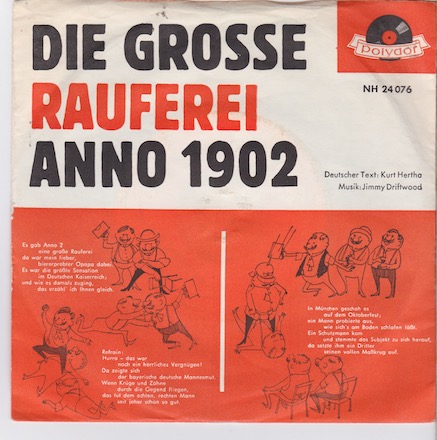 DIE GROSSE
RAUFEREI
ANNO 1902
polydor
NH 24 076
Deutscher Text: Kurt Hertha
Musik: Jimmy Driftwood
Es gab Anno 2
eine große Rauferei
da war mein lieber,
biererprobter Opapa dabei.
Es war die größte Sensation
im Deutschen Kaiserreich;
und wie es damals zuging,
das erzähl' ich Ihnen gleich.
Refrain:
Hurra – das war
noch ein herrliches Vergnügen!
Da zeigte sich
der bayerische deutsche Mannesmut.
Wenn Krüge und Zähne
durch die Gegend fliegen,
das tut dem echten, rechten Mann
seit jeher schon so gut.
In München geschah es
auf dem Oktoberfest;
ein Mann probierte aus,
wie sich's am Boden schlafen läßt.
Ein Schutzmann kam
und stemmte das Subjekt zu sich herauf,
da setzte ihm ein Dritter
seinen vollen Maßkrug auf.